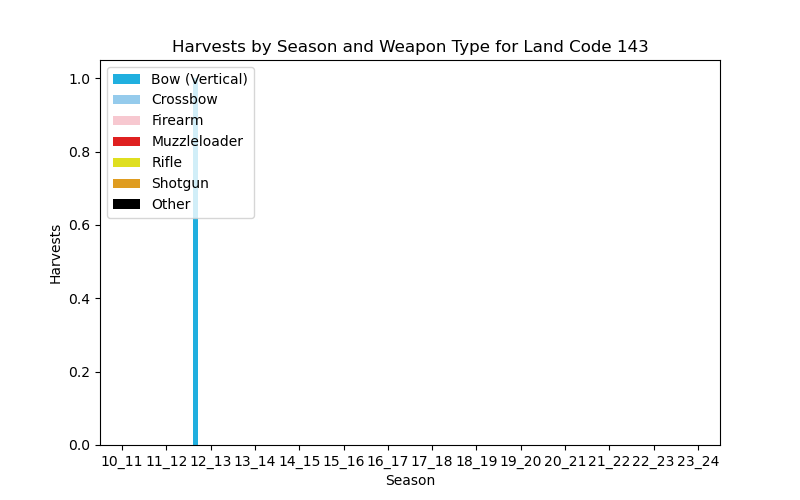 Harvests by Season and Weapon Type for Land Code 143
Bow (Vertical)
Crossbow
Firearm
Muzzleloader
Rifle
Shotgun
Other
1.0
0.8
0.6
0.4
0.2
0.0
Harvests
10_11 11_12 12_13 13_14 14_15 15_16 16_17 17_18 18_19 19_20 20_21 21_22 22_23 23_24
Season